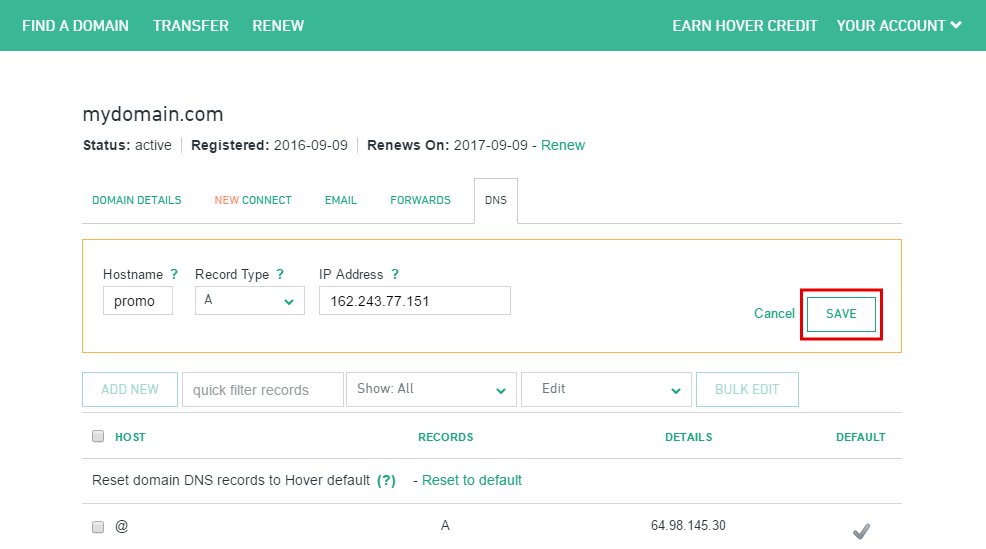 FIND A DOMAIN TRANSFER RENEW EARN HOVER CREDIT YOUR ACCOUNT
mydomain.com
Status: active Registered: 2016-09-09 Renews On: 2017-09-09 - Renew
DOMAIN DETAILS NEW CONNECT EMAIL FORWARDS DNS
Hostname ? Record Type ? IP Address ?
promo A 162.243.77.151
Cancel SAVE
ADD NEW quick filter records Show: All Edit BULK EDIT
HOST RECORDS DETAILS DEFAULT
Reset domain DNS records to Hover default (?) - Reset to default
@ A 64.98.145.30